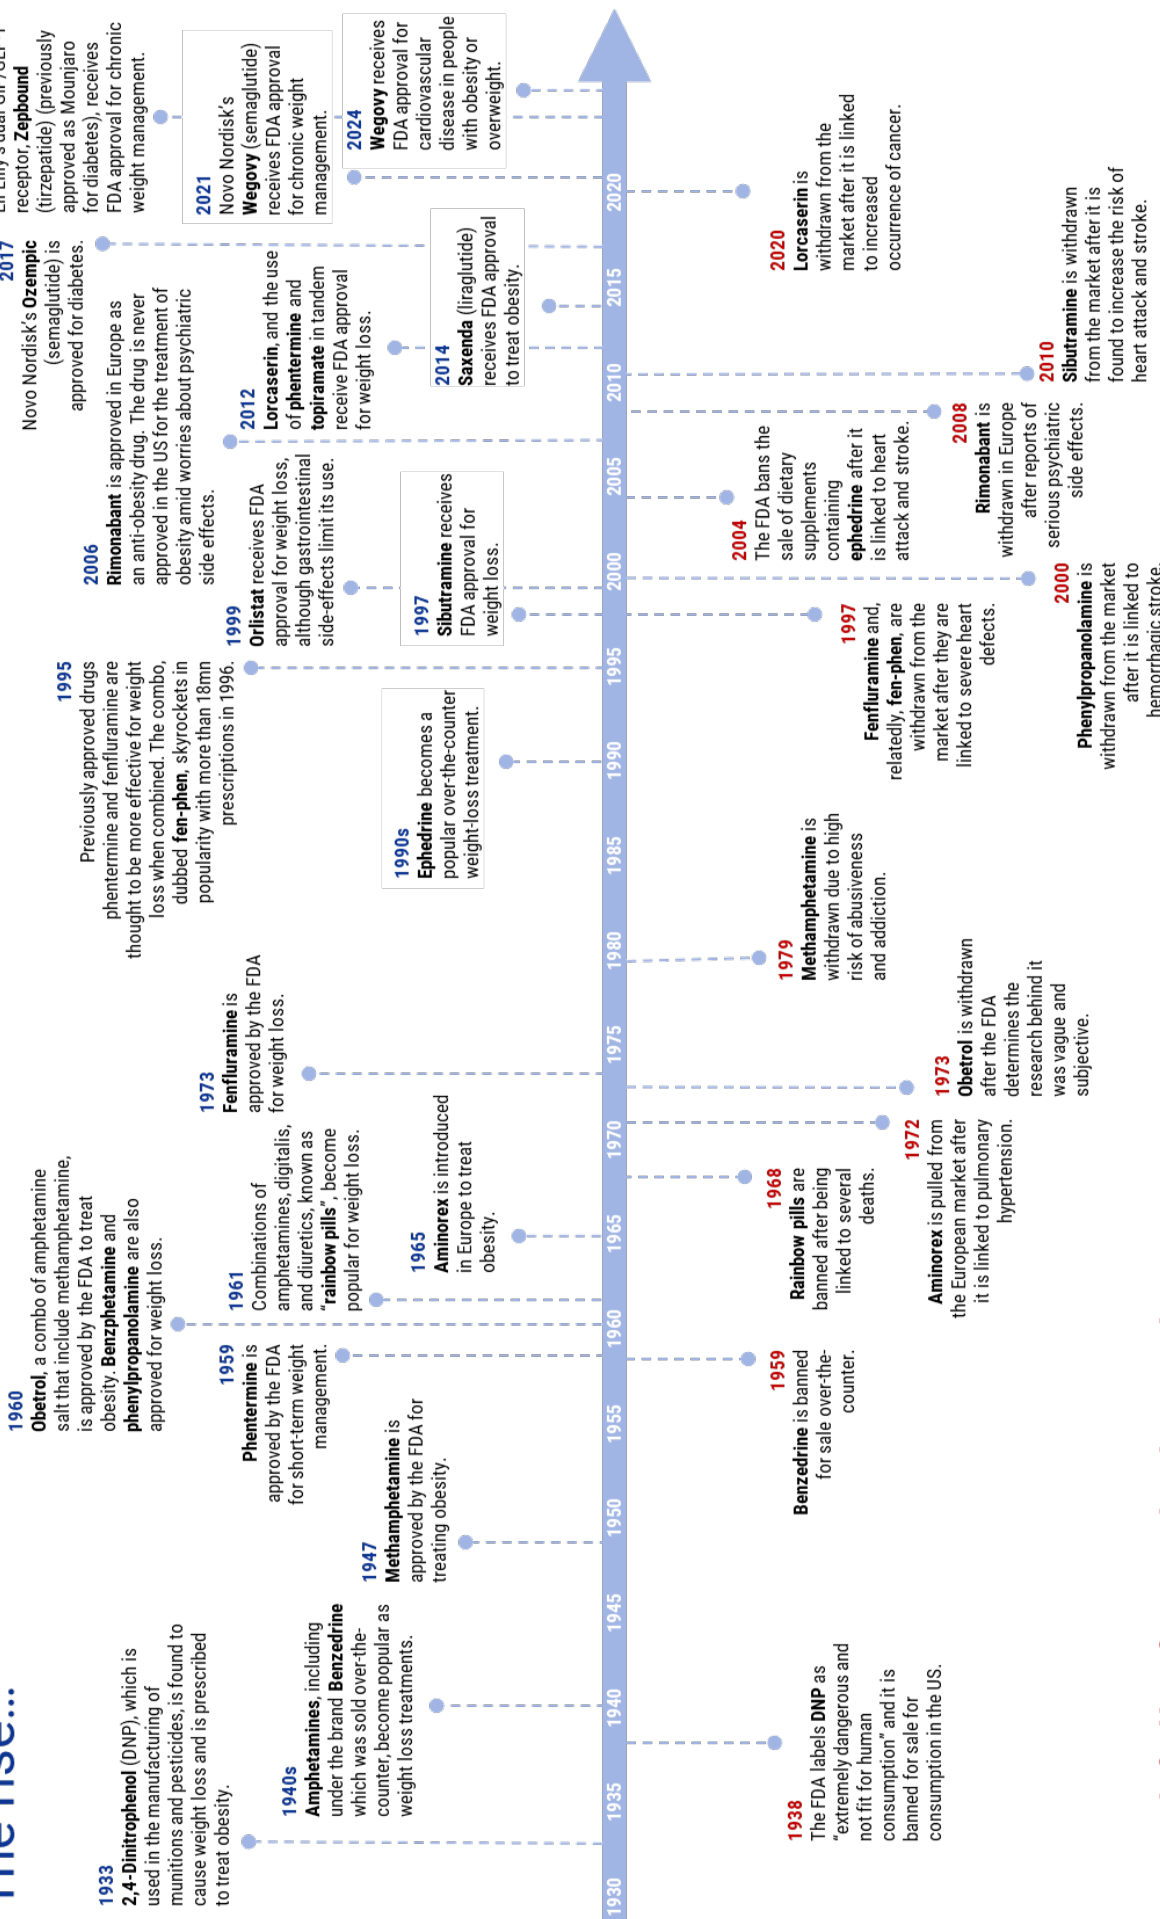 The rise...
1933
2,4-Dinitrophenol (DNP), which is
used in the manufacturing of
munitions and pesticides, is found to
cause weight loss and is prescribed
to treat obesity.
1940s
Amphetamines, including
under the brand Benzedrine
which was sold over-the-
counter, become popular as
weight loss treatments.
1947
Methamphetamine is
approved by the FDA for
treating obesity.
1959
Phentermine is
approved by the FDA
for short-term weight
management.
1960
Obetrol, a combo of amphetamine
salt that include methamphetamine,
is approved by the FDA to treat
obesity. Benzphetamine and
phenylpropanolamine are also
approved for weight loss.
1961
Combinations of
amphetamines, digitalis,
and diuretics, known as
“rainbow pills”, become
popular for weight loss.
1965
Aminorex is introduced
in Europe to treat
obesity.
1973
Fenfluramine is
approved by the FDA
for weight loss.
1990s
Ephedrine becomes a
popular over-the-counter
weight-loss treatment.
1995
Previously approved drugs
phentermine and fenfluramine are
thought to be more effective for weight
loss when combined. The combo,
dubbed fen-phen, skyrockets in
popularity with more than 18mn
prescriptions in 1996.
1997
Sibutramine receives
FDA approval for
weight loss.
1999
Orlistat receives FDA
approval for weight loss,
although gastrointestinal
side-effects limit its use.
2006
Rimonabant is approved in Europe as
an anti-obesity drug. The drug is never
approved in the US for the treatment of
obesity amid worries about psychiatric
side effects.
2012
Lorcaserin, and the use
of phentermine and
topiramate in tandem
receive FDA approval
for weight loss.
2014
Saxenda (liraglutide)
receives FDA approval
to treat obesity.
2017
Novo Nordisk's Ozempic
(semaglutide) is
approved for diabetes.
2021
Novo Nordisk's
Wegovy (semaglutide)
receives FDA approval
for chronic weight
management.
receptor, Zepbound
(tirzepatide) (previously
approved as Mounjaro
for diabetes), receives
FDA approval for chronic
weight management.
2024
Wegovy receives
FDA approval for
cardiovascular
disease in people
with obesity or
overweight.
1930 1935 1940 1945 1950 1955 1960 1965 1970 1975 1980 1985 1990 1995 2000 2005 2010 2015 2020
1938
The FDA labels DNP as
“extremely dangerous and
not fit for human
consumption” and it is
banned for sale for
consumption in the US.
1959
Benzedrine is banned
for sale over-the-
counter.
1968
Rainbow pills are
banned after being
linked to several
deaths.
1972
Aminorex is pulled from
the European market after
it is linked to pulmonary
hypertension.
1973
Obetrol is withdrawn
after the FDA
determines the
research behind it
was vague and
subjective.
1979
Methamphetamine is
withdrawn due to high
risk of abusiveness
and addiction.
1997
Fenfluramine and,
relatedly, fen-phen, are
withdrawn from the
market after they are
linked to severe heart
defects.
2000
Phenylpropanolamine is
withdrawn from the market
after it is linked to
hemorrhagic stroke.
2004
The FDA bans the
sale of dietary
supplements
containing
ephedrine after it
is linked to heart
attack and stroke.
2008
Rimonabant is
withdrawn in Europe
after reports of
serious psychiatric
side effects.
2010
Sibutramine is withdrawn
from the market after it is
found to increase the risk of
heart attack and stroke.
2020
Lorcaserin is
withdrawn from the
market after it is linked
to increased
occurrence of cancer.